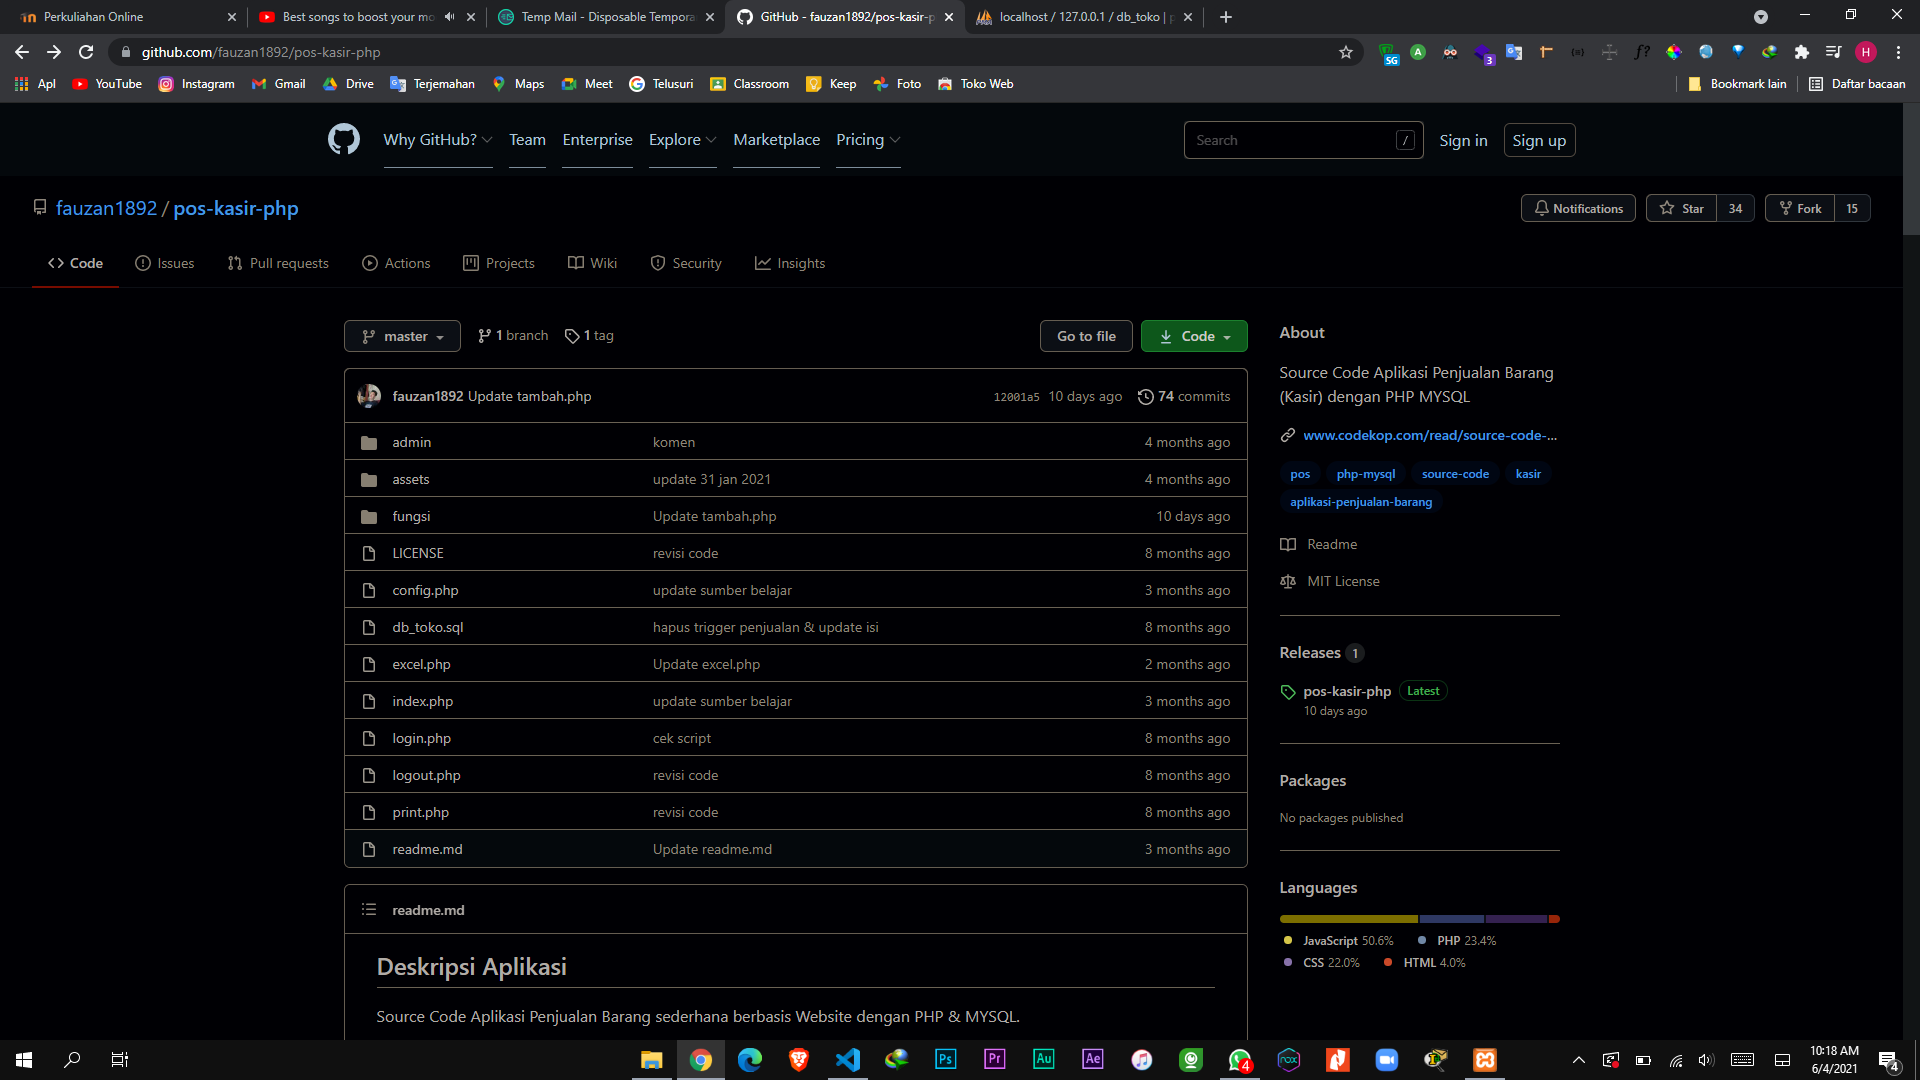 Perkuliahan Online
Best songs to boost your mo
Temp Mail - Disposable Tempora
GitHub - fauzan1892/pos-kasir-p
localhost / 127.0.0.1 / db_toko | p
github.com/fauzan1892/pos-kasir-php
SG
A
3
f?
H
Apl
YouTube
Instagram
Gmail
Drive
Terjemahan
Maps
Meet
Telusuri
Classroom
Keep
Foto
Toko Web
Bookmark lain
Daftar bacaan
Why GitHub?
Team
Enterprise
Explore
Marketplace
Pricing
Search
/
Sign in
Sign up
fauzan1892 / pos-kasir-php
Notifications
Star 34
Fork 15
Code
Issues
Pull requests
Actions
Projects
Wiki
Security
Insights
master
1 branch
1 tag
Go to file
Code
fauzan1892 Update tambah.php
12001a5 10 days ago
74 commits
admin komen 4 months ago
assets update 31 jan 2021 4 months ago
fungsi Update tambah.php 10 days ago
LICENSE revisi code 8 months ago
config.php update sumber belajar 3 months ago
db_toko.sql hapus trigger penjualan & update isi 8 months ago
excel.php Update excel.php 2 months ago
index.php update sumber belajar 3 months ago
login.php cek script 8 months ago
logout.php revisi code 8 months ago
print.php revisi code 8 months ago
readme.md Update readme.md 3 months ago
readme.md
Deskripsi Aplikasi
Source Code Aplikasi Penjualan Barang sederhana berbasis Website dengan PHP & MYSQL.
About
Source Code Aplikasi Penjualan Barang
(Kasir) dengan PHP MYSQL
www.codekop.com/read/source-code-...
pos php-mysql source-code kasir
aplikasi-penjualan-barang
Readme
MIT License
Releases 1
pos-kasir-php Latest
10 days ago
Packages
No packages published
Languages
JavaScript 50.6% PHP 23.4%
CSS 22.0% HTML 4.0%
Ps
Pr
Au
Ae
4
nox
10:18 AM
6/4/2021
4